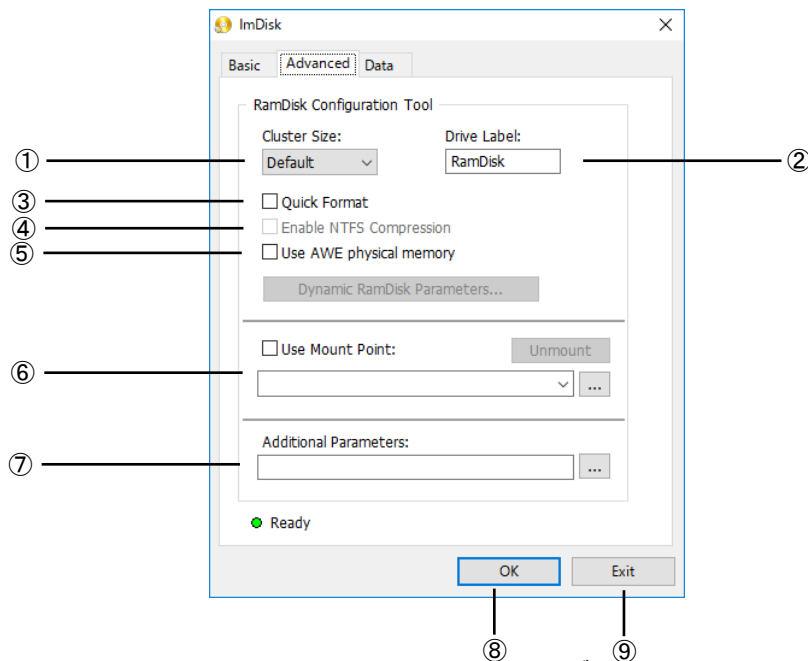 ImDisk
Basic Advanced Data
RamDisk Configuration Tool
Cluster Size: Drive Label:
① Default RamDisk ②
③ Quick Format
④ Enable NTFS Compression
⑤ Use AWE physical memory
Dynamic RamDisk Parameters...
Use Mount Point: Unmount
⑥ ...
Additional Parameters:
⑦ ...
Ready
OK Exit
⑧ ⑨